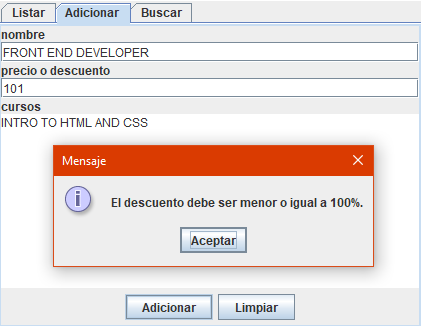 Listar Adicionar Buscar
nombre
FRONT END DEVELOPER
precio o descuento
101
cursos
INTRO TO HTML AND CSS
Mensaje
El descuento debe ser menor o igual a 100%.
Aceptar
Adicionar Limpiar